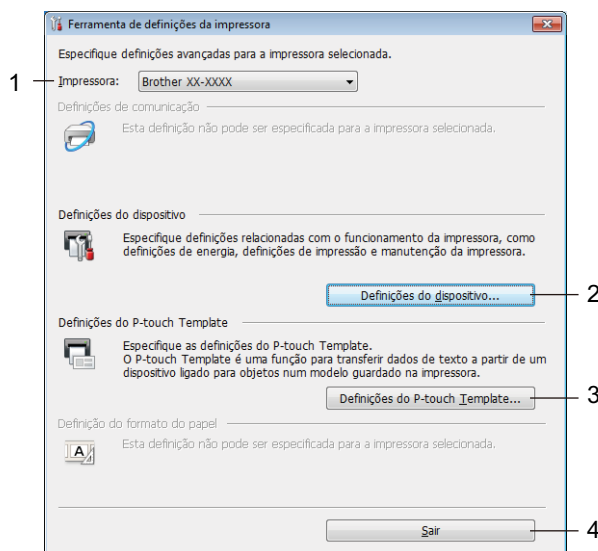 Ferramenta de definições da impressora
Especifique definições avançadas para a impressora selecionada.
1 Impressora: Brother XX-XXXX
Definições de comunicação
Esta definição não pode ser especificada para a impressora selecionada.
Definições do dispositivo
Especifique definições relacionadas com o funcionamento da impressora, como
definições de energia, definições de impressão e manutenção da impressora.
Definições do dispositivo... 2
Definições do P-touch Template
Especifique as definições do P-touch Template.
O P-touch Template é uma função para transferir dados de texto a partir de um
dispositivo ligado para objetos num modelo guardado na impressora.
Definições do P-touch Template... 3
Definição do formato do papel
A
Esta definição não pode ser especificada para a impressora selecionada.
Sair 4